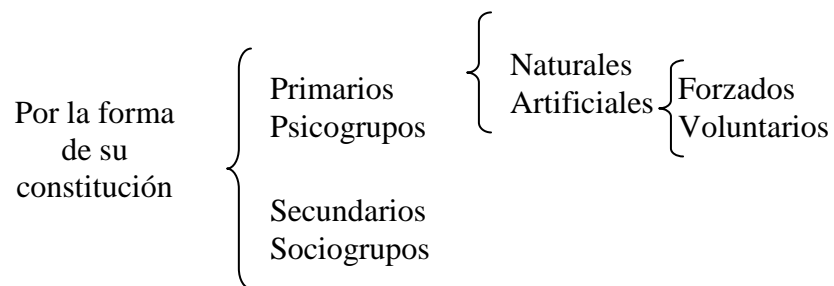 Por la forma
de su
constitución
Primarios
Psicogrupos
Secundarios
Sociogrupos
Naturales
Artificiales
Forzados
Voluntarios